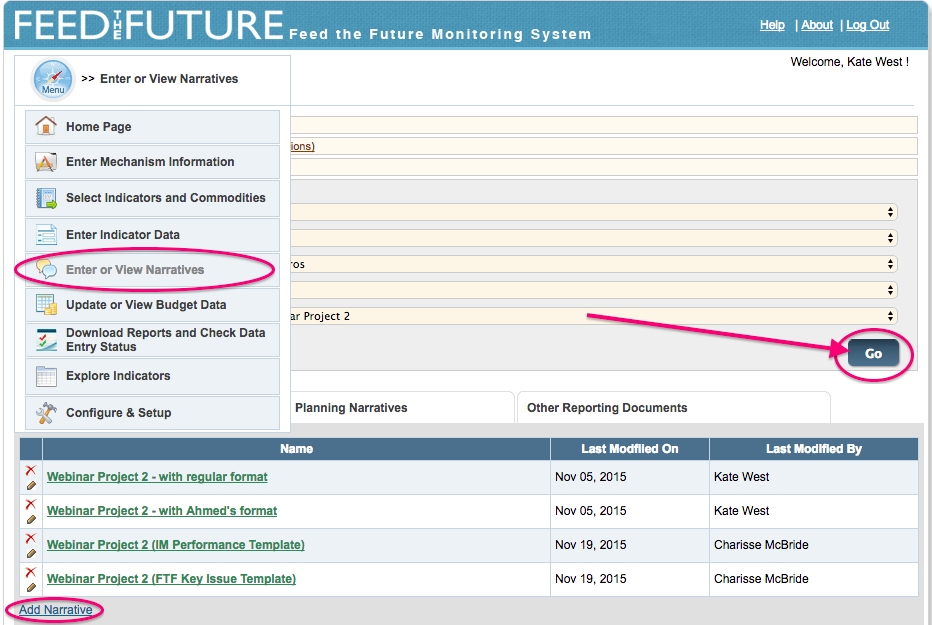 FEED THE FUTURE Feed the Future Monitoring System
Help | About | Log Out
Welcome, Kate West !
Menu >> Enter or View Narratives
Home Page
ions)
Enter Mechanism Information
Select Indicators and Commodities
Enter Indicator Data
Enter or View Narratives
ros
Update or View Budget Data
ar Project 2
Download Reports and Check Data
Entry Status
Go
Explore Indicators
Configure & Setup
Planning Narratives
Other Reporting Documents
Name Last Modfiled On Last Modified By
Webinar Project 2 - with regular format Nov 05, 2015 Kate West
Webinar Project 2 - with Ahmed's format Nov 05, 2015 Kate West
Webinar Project 2 (IM Performance Template) Nov 19, 2015 Charisse McBride
Webinar Project 2 (FTF Key Issue Template) Nov 19, 2015 Charisse McBride
Add Narrative